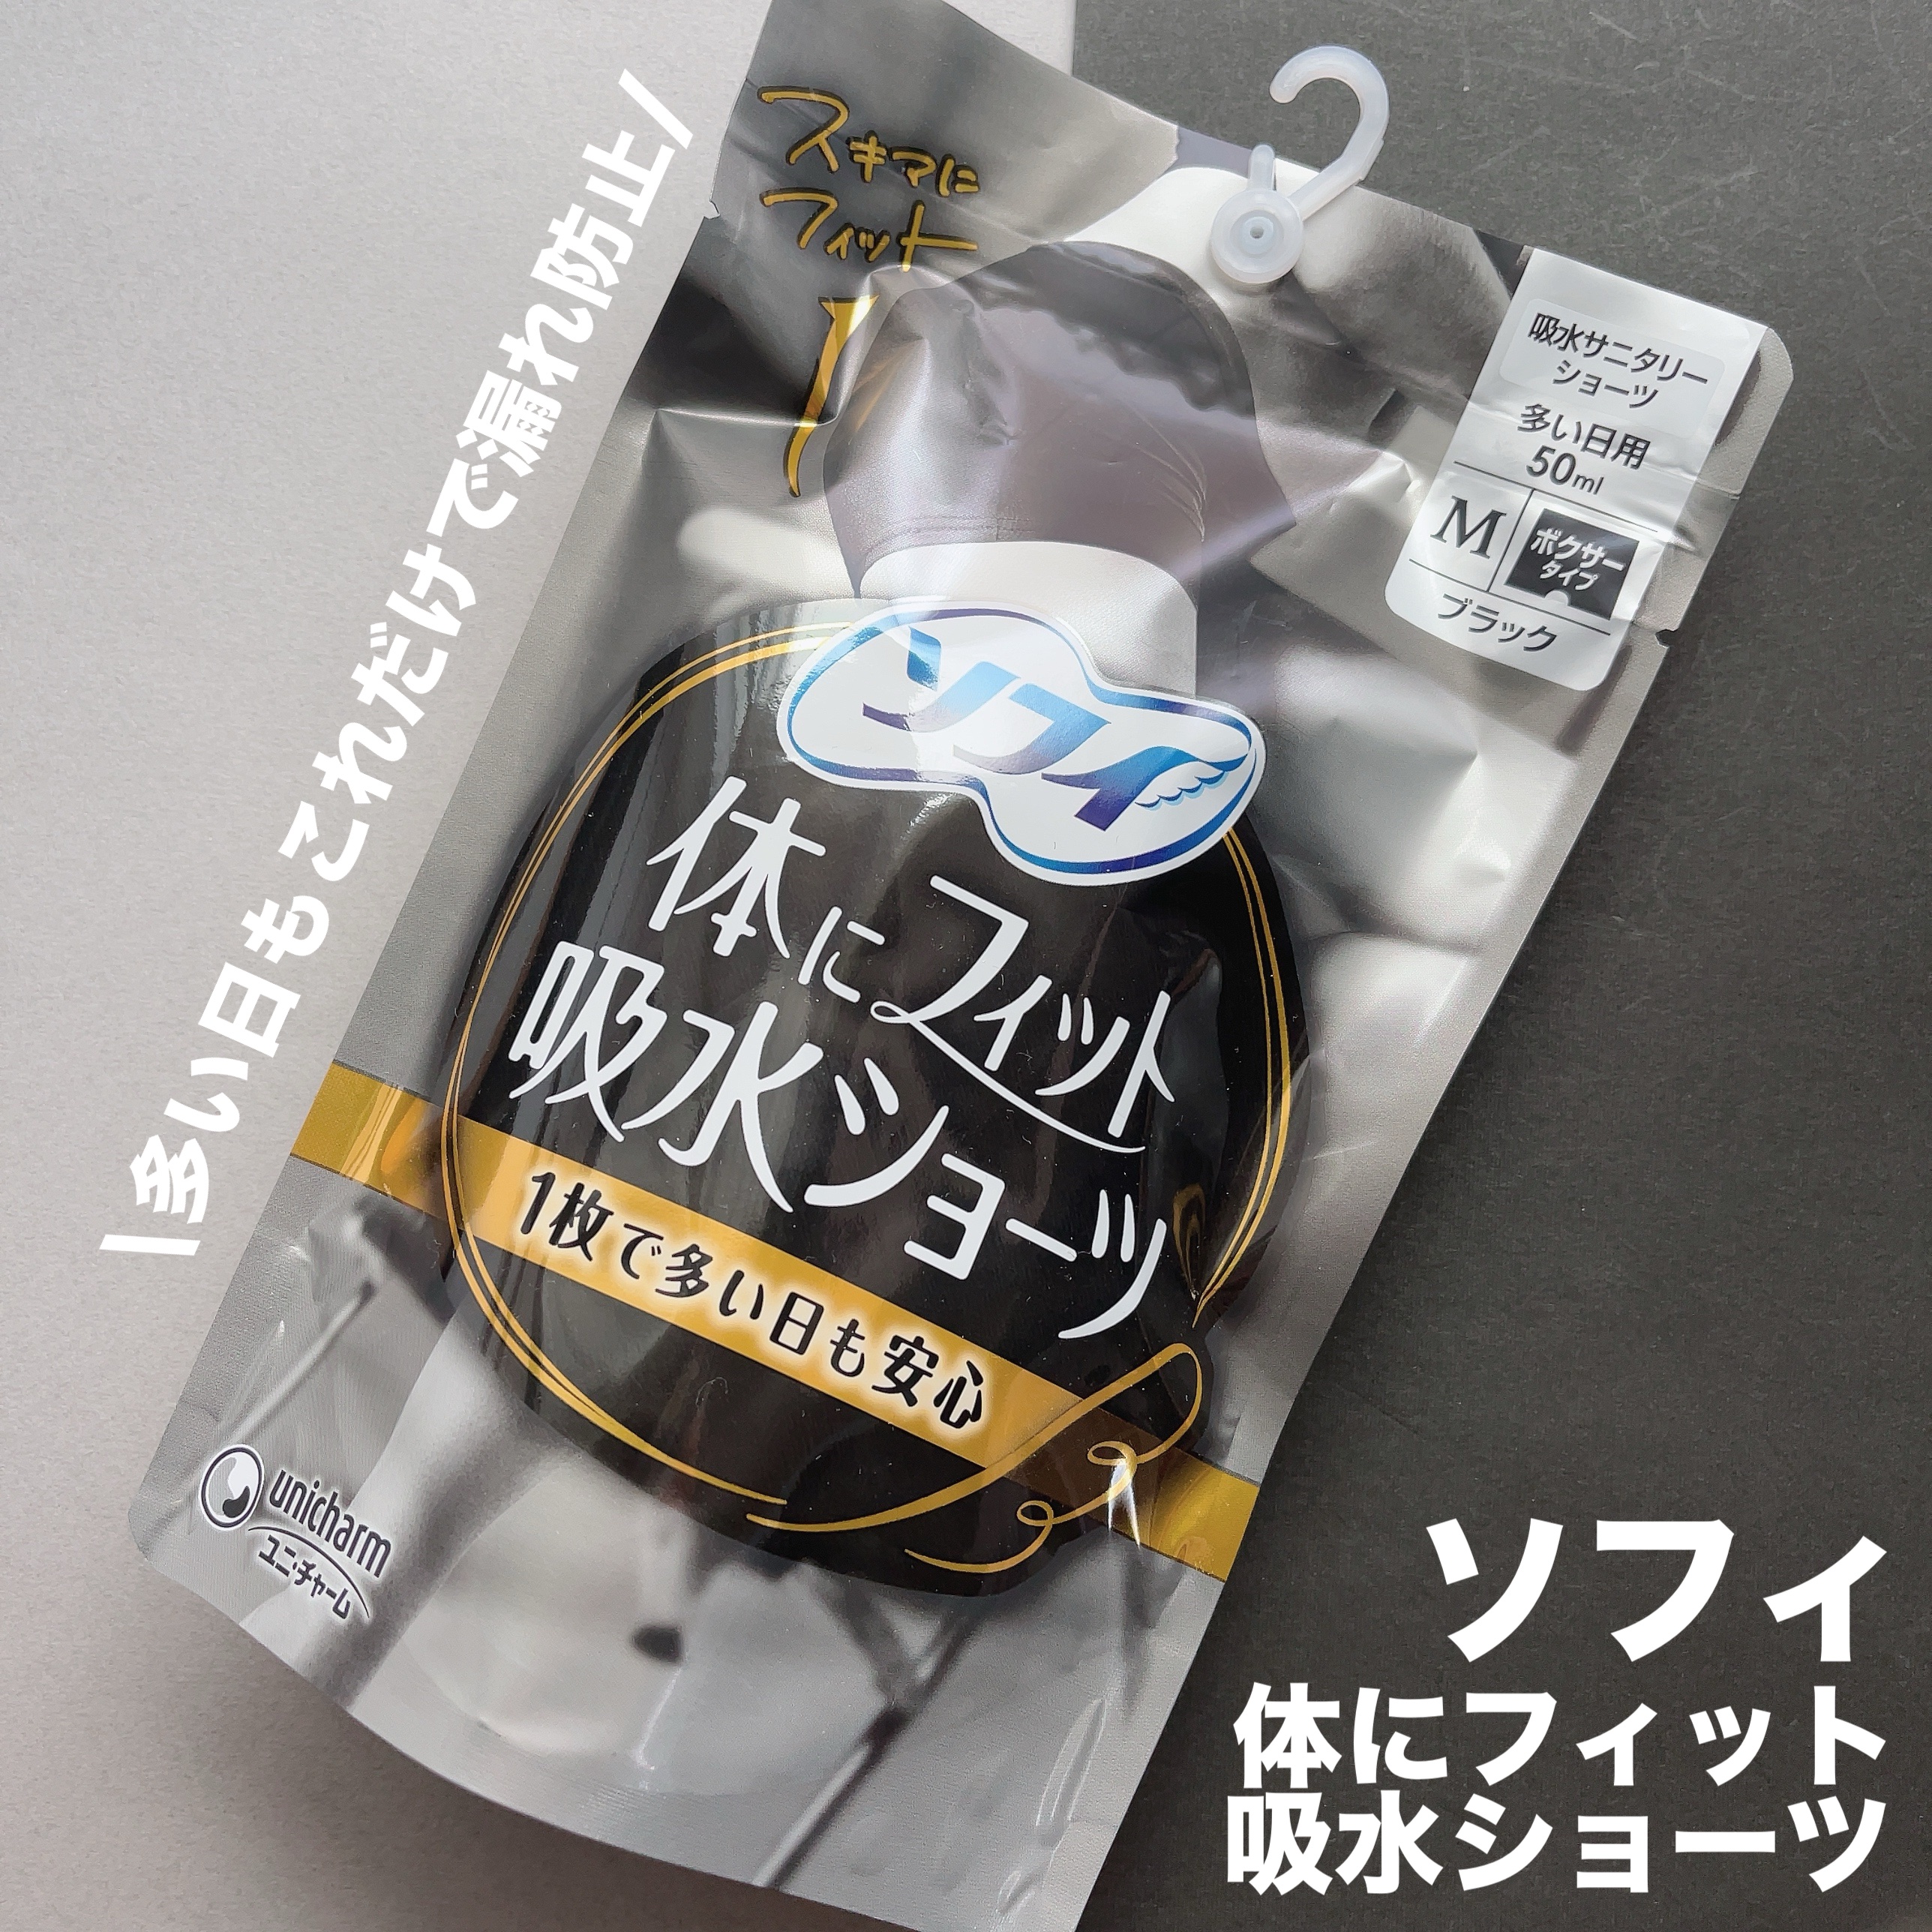 \多い日もこれだけで漏れ防止/
スキマに
フィット
吸水サニタリー
ショーツ
多い日用
50ml
M
ボクサー
タイプ
ブラック
ソフィ
体にフィット
吸水ショーツ
1枚で多い日も安心
unicharm
ユニ・チャーム
ソフィ
体にフィット
吸水ショーツ